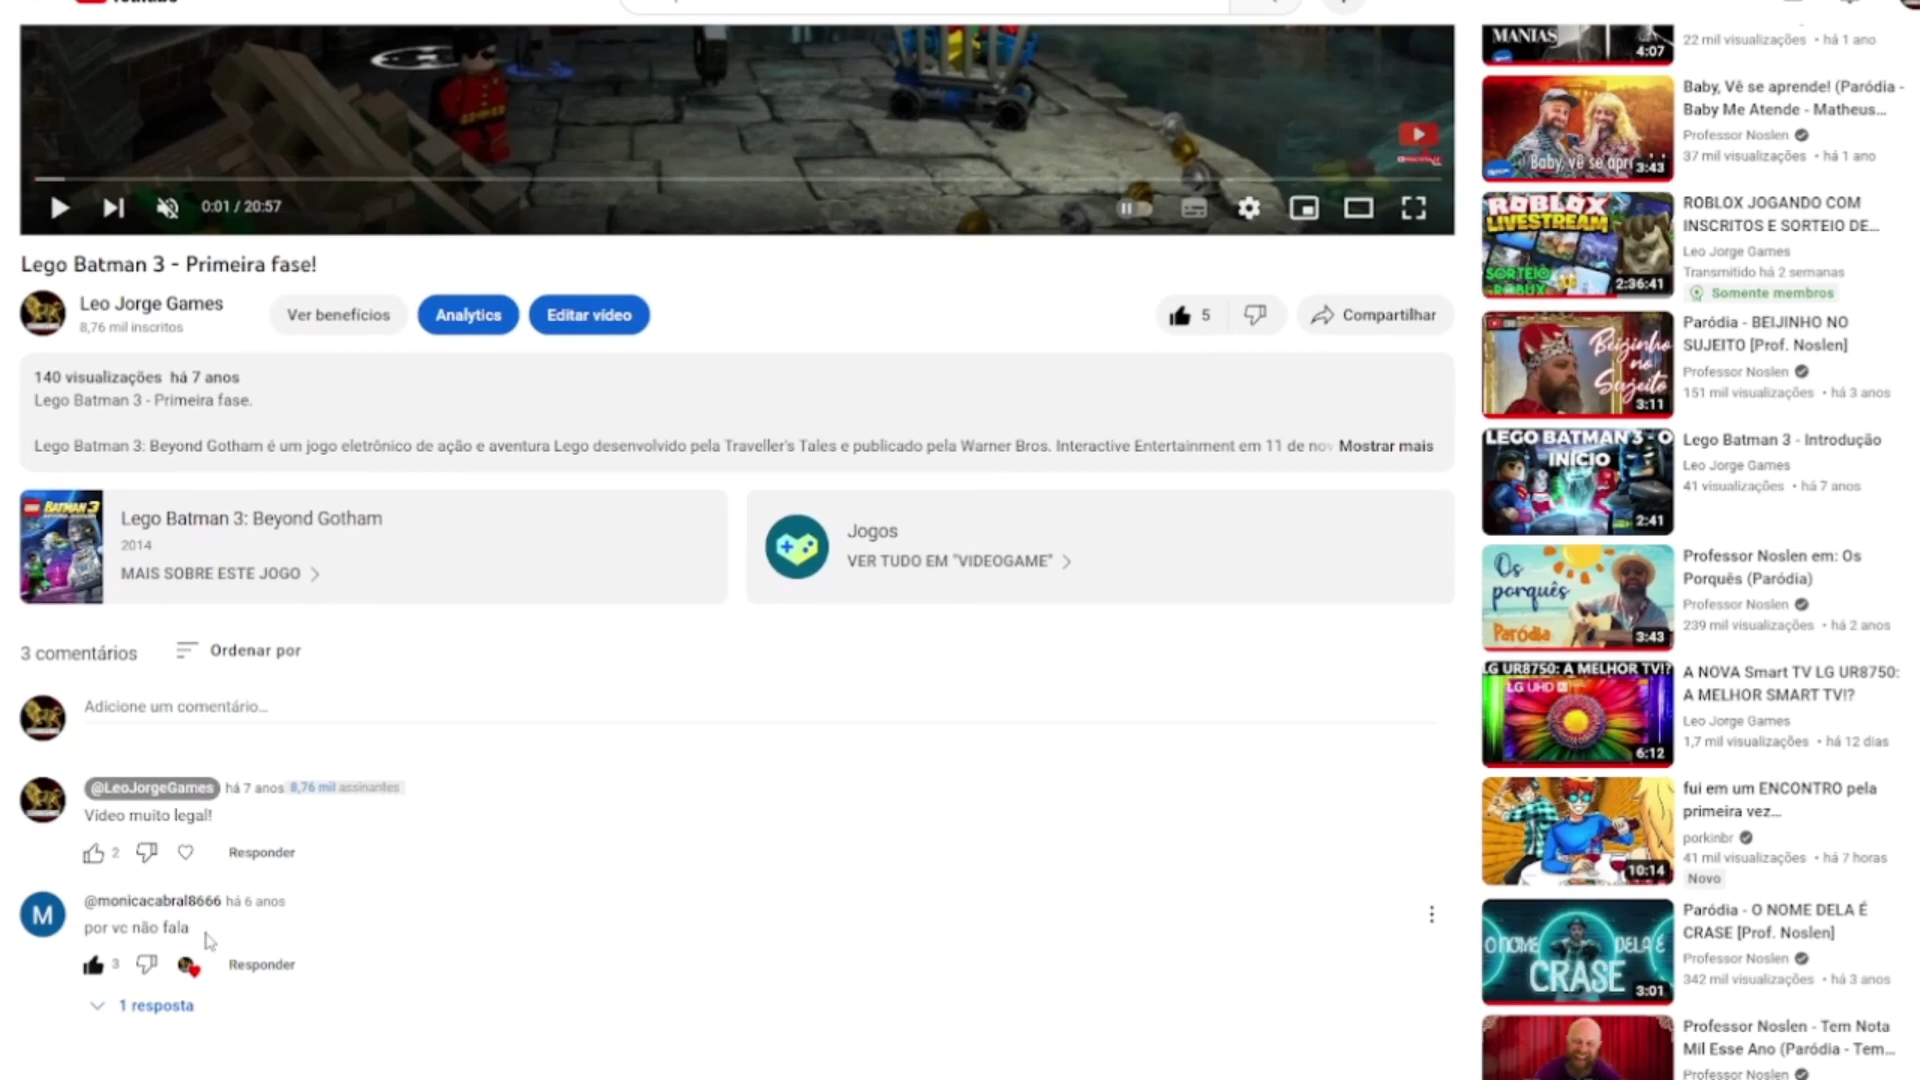 0:01 / 20:57
Lego Batman 3 - Primeira fase!
Leo Jorge Games
8,76 mil inscritos
Ver benefícios
Analytics
Editar vídeo
5
Compartilhar
140 visualizações há 7 anos
Lego Batman 3 - Primeira fase.
Lego Batman 3: Beyond Gotham é um jogo eletrônico de ação e aventura Lego desenvolvido pela Traveller's Tales e publicado pela Warner Bros. Interactive Entertainment em 11 de nov Mostrar mais
BATMAN 3
Lego Batman 3: Beyond Gotham
2014
MAIS SOBRE ESTE JOGO
Jogos
VER TUDO EM "VIDEOGAME"
3 comentários
Ordenar por
Adicione um comentário...
@LeoJorgeGames há 7 anos 8,76 mil assinantes
Vídeo muito legal!
2
Responder
M
@monicacabral8666 há 6 anos
por vc não fala
3
Responder
1 resposta
MANIAS
4:07
22 mil visualizações • há 1 ano
Baby, vê se apr
3:43
Baby, Vê se aprende! (Paródia -
Baby Me Atende - Matheus...
Professor Noslen
37 mil visualizações • há 1 ano
ROBLOX
LIVESTREAM
SORTEIO
ROBUX
2:36:41
ROBLOX JOGANDO COM
INSCRITOS E SORTEIO DE...
Leo Jorge Games
Transmitido há 2 semanas
Somente membros
Beijinho
no
Sujeito
3:11
Paródia - BEIJINHO NO
SUJEITO [Prof. Noslen]
Professor Noslen
151 mil visualizações • há 3 anos
LEGO BATMAN 3 - O
INÍCIO
2:41
Lego Batman 3 - Introdução
Leo Jorge Games
41 visualizações • há 7 anos
Os
porquês
Paródia
3:43
Professor Noslen em: Os
Porquês (Paródia)
Professor Noslen
239 mil visualizações • há 2 anos
LG UR8750: A MELHOR TV!?
LG UHD
6:12
A NOVA Smart TV LG UR8750:
A MELHOR SMART TV!?
Leo Jorge Games
1,7 mil visualizações • há 12 dias
10:14
fui em um ENCONTRO pela
primeira vez...
porkinbr
41 mil visualizações • há 7 horas
Novo
O NOME DELA É
CRASE
3:01
Paródia - O NOME DELA É
CRASE [Prof. Noslen]
Professor Noslen
342 mil visualizações • há 3 anos
Professor Noslen - Tem Nota
Mil Esse Ano (Paródia - Tem...
Professor Noslen